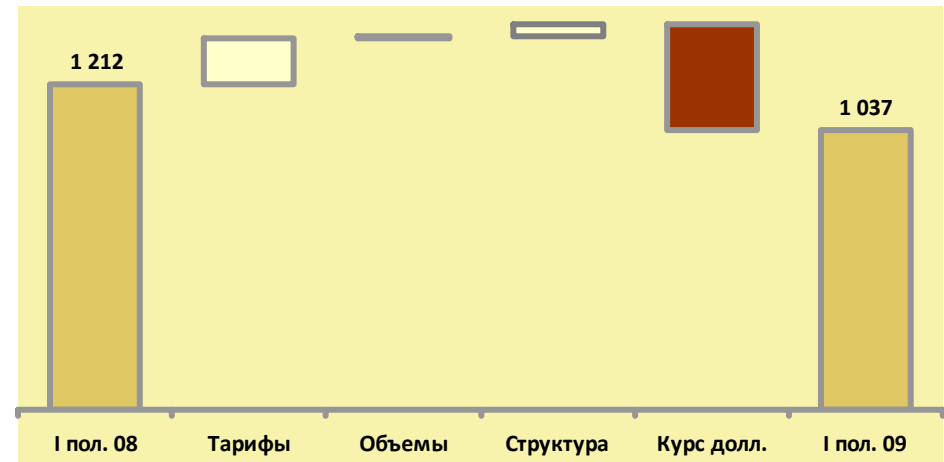 1 212
1 037
I пол. 08
Тарифы
Объемы
Структура
Курс долл.
I пол. 09